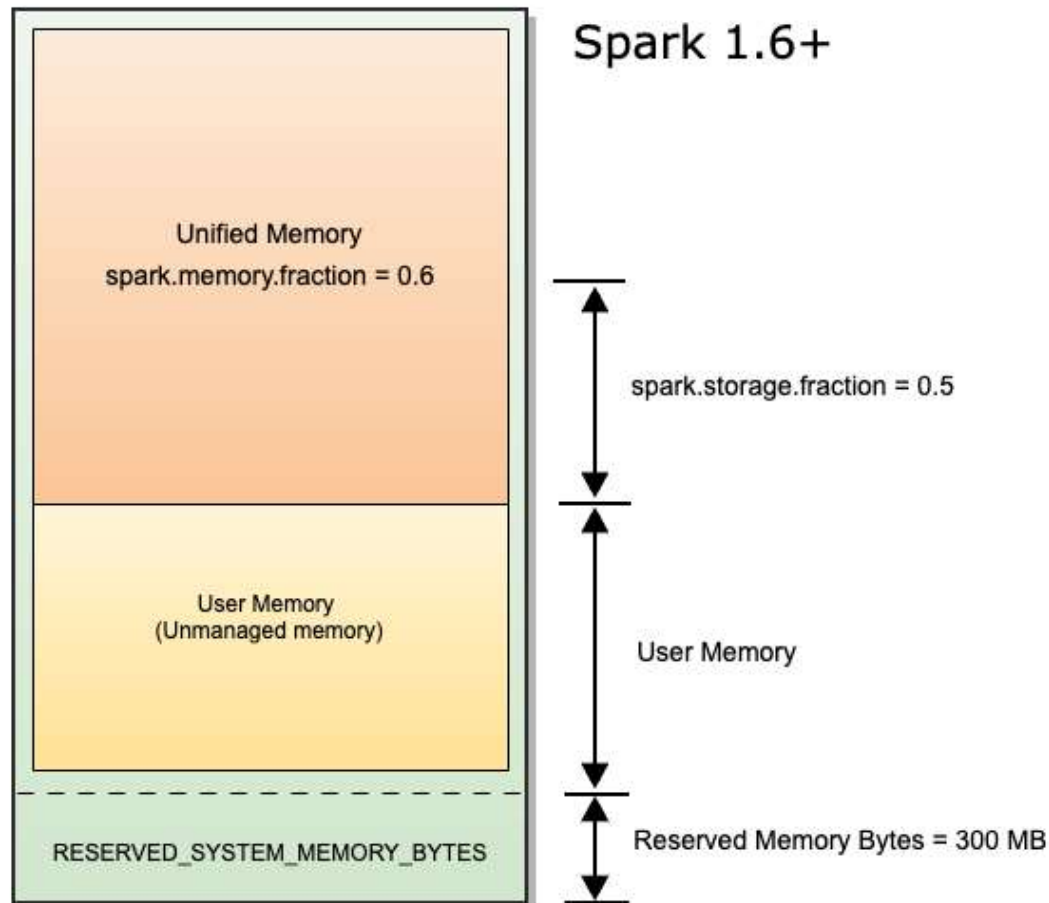 Spark 1.6+
Unified Memory
spark.memory.fraction = 0.6
spark.storage.fraction = 0.5
User Memory
(Unmanaged memory)
User Memory
RESERVED_SYSTEM_MEMORY_BYTES
Reserved Memory Bytes = 300 MB